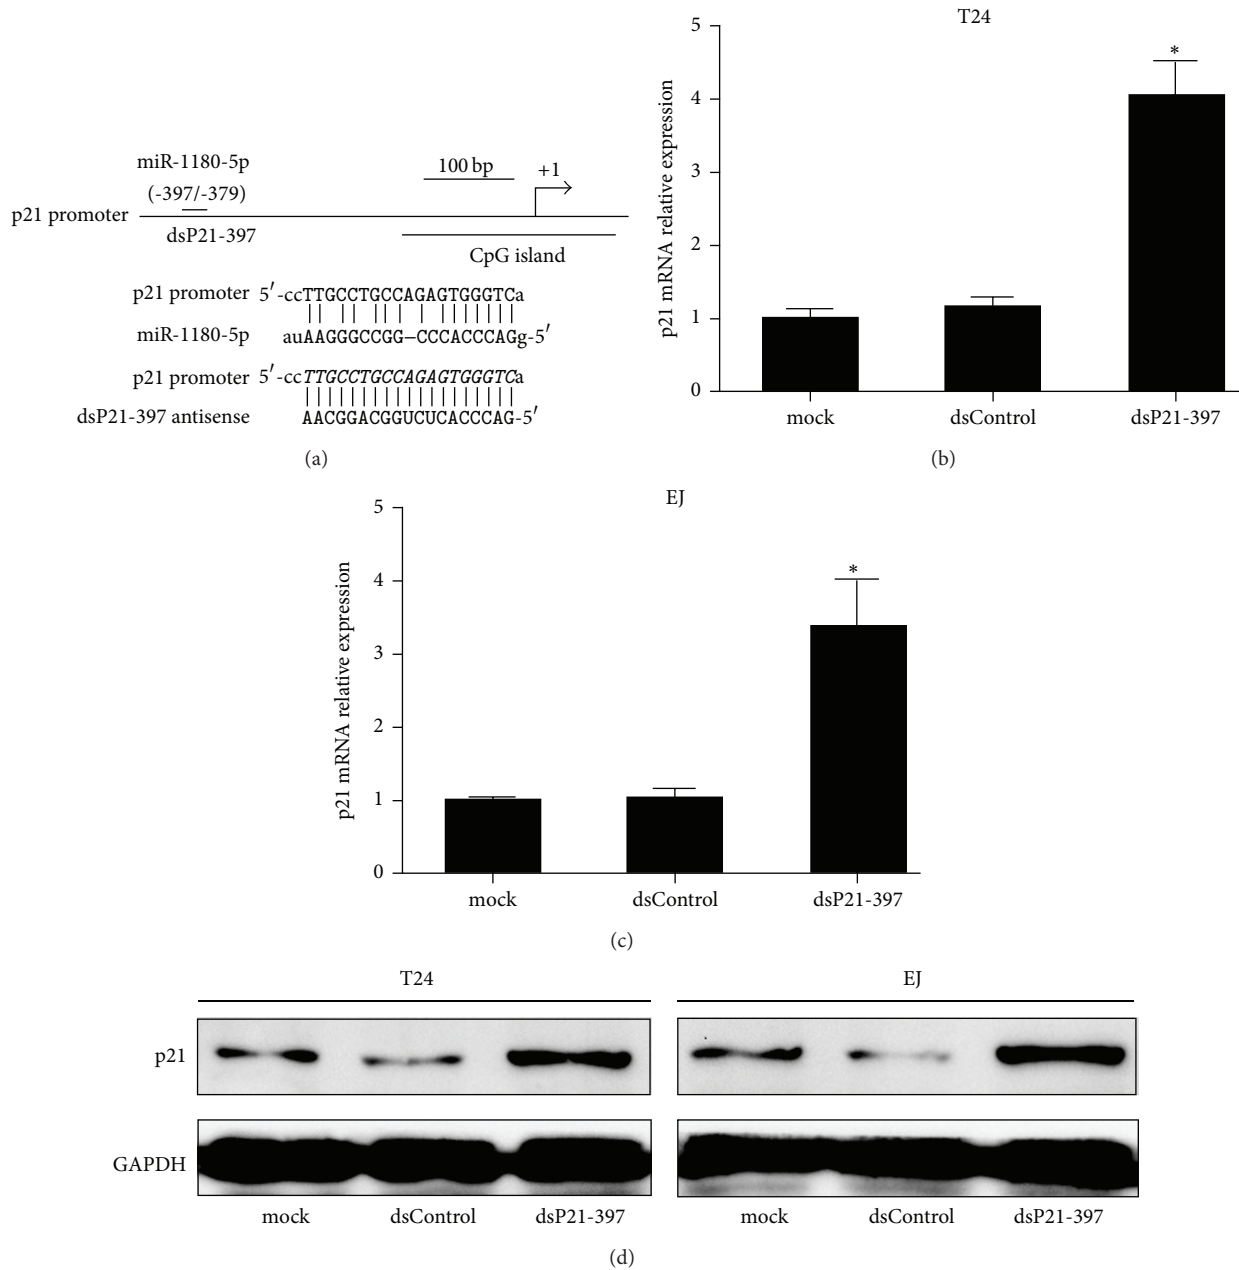 miR-1180-5p
(-397/-379)
100 bp
+1
p21 promoter
dsP21-397
CpG island
p21 promoter 5′-ccTTGCCTGCCAGAGTGGGTCa
miR-1180-5p auAAGGGCCGG–CCCACCCAGg-5′
p21 promoter 5′-ccTTGCCTGCCAGAGTGGGTCa
dsP21-397 antisense AACGGACGGUCUCACCCAG-5′
(a)
T24
p21 mRNA relative expression
5
4
3
2
1
0
*
mock dsControl dsP21-397
(b)
EJ
p21 mRNA relative expression
5
4
3
2
1
0
*
mock dsControl dsP21-397
(c)
T24 EJ
p21
GAPDH
mock dsControl dsP21-397 mock dsControl dsP21-397
(d)